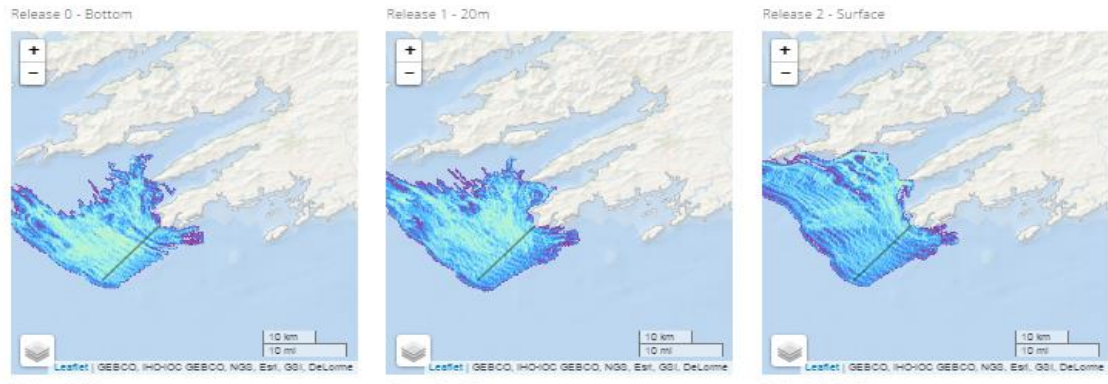 Release 0 - Bottom
Release 1 - 20m
Release 2 - Surface
+
−
+
−
+
−
10 km
10 mi
10 km
10 mi
10 km
10 mi
Leaflet | GEBCO, IHO-IOC GEBCO, NGS, Esri, GSI, DeLorme
Leaflet | GEBCO, IHO-IOC GEBCO, NGS, Esri, GSI, DeLorme
Leaflet | GEBCO, IHO-IOC GEBCO, NGS, Esri, GSI, DeLorme